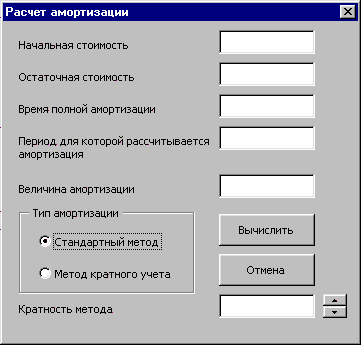 Расчет амортизации
Начальная стоимость
Остаточная стоимость
Время полной амортизации
Период для которой рассчитывается
амортизация
Величина амортизации
Тип амортизации
Стандартный метод
Метод кратного учета
Вычислить
Отмена
Кратность метода